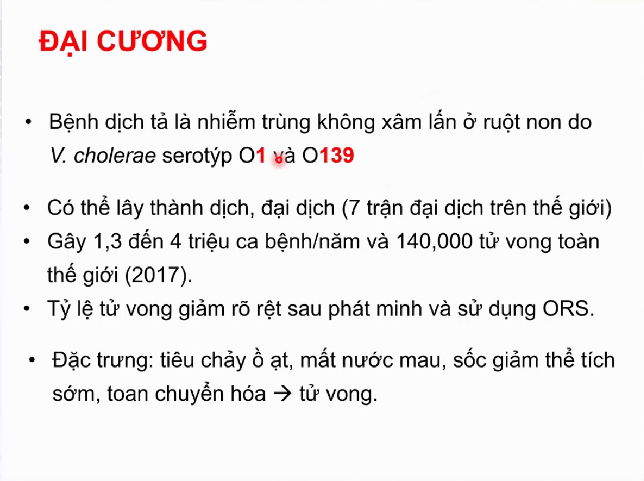 ĐẠI CƯƠNG
• Bệnh dịch tả là nhiễm trùng không xâm lấn ở ruột non do
V. cholerae serotýp O1 và O139
• Có thể lây thành dịch, đại dịch (7 trận đại dịch trên thế giới)
• Gây 1,3 đến 4 triệu ca bệnh/năm và 140,000 tử vong toàn
thế giới (2017).
• Tỷ lệ tử vong giảm rõ rệt sau phát minh và sử dụng ORS.
• Đặc trưng: tiêu chảy ồ ạt, mất nước mau, sốc giảm thể tích
sớm, toan chuyển hóa → tử vong.